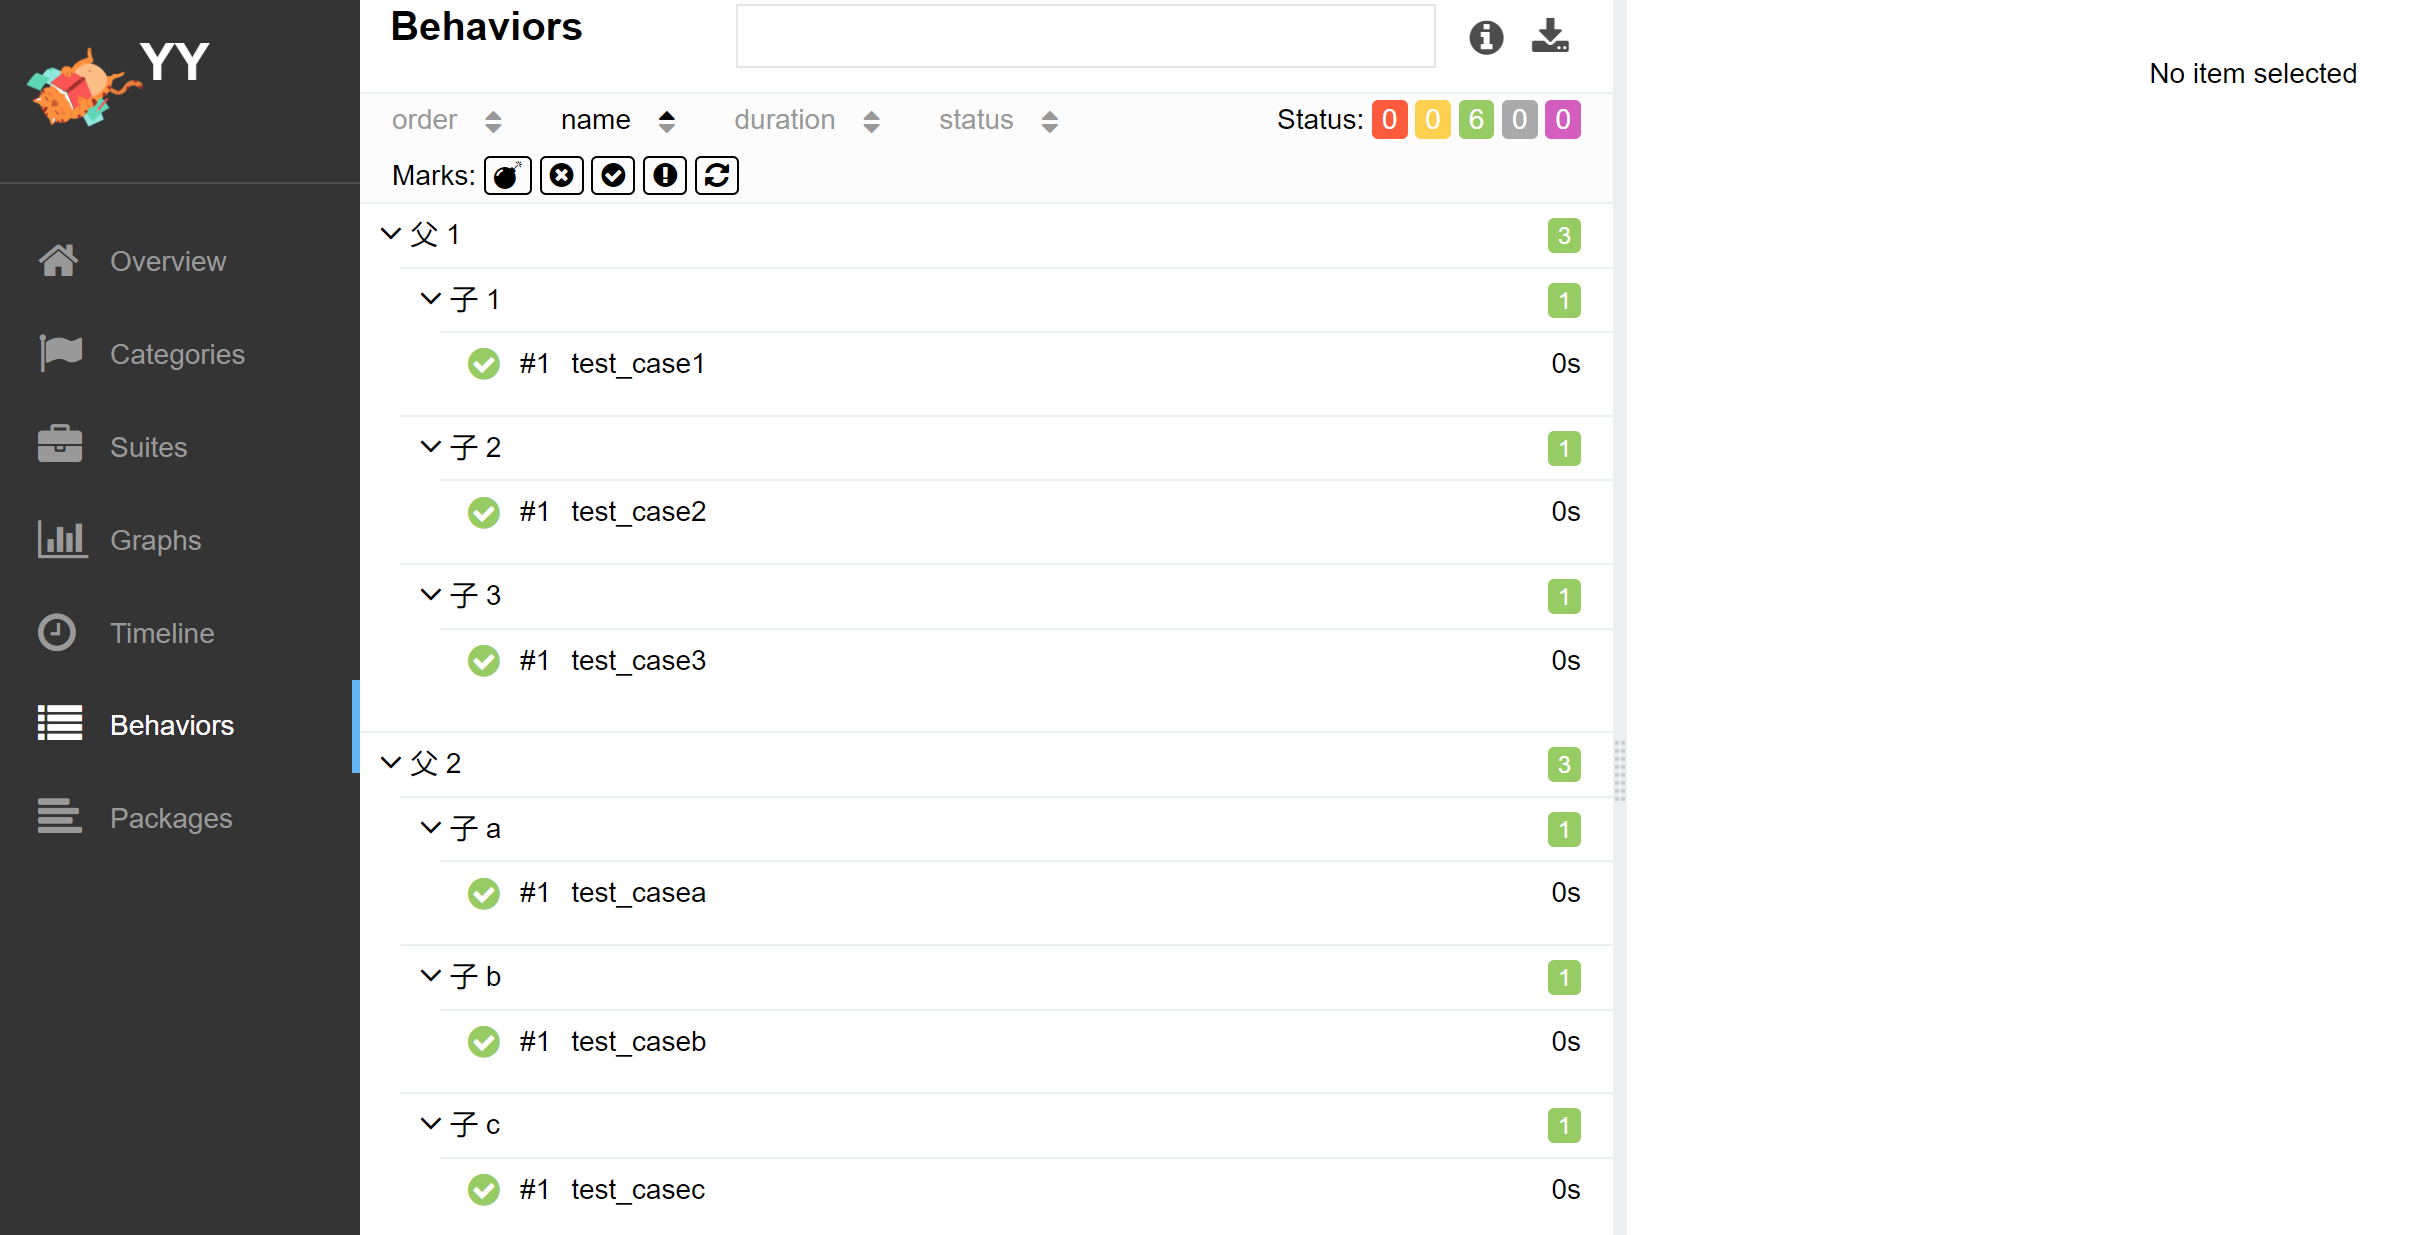 YY
Overview
Categories
Suites
Graphs
Timeline
Behaviors
Packages
Behaviors
order name duration status Status: 0 0 6 0 0
Marks:
父 1 3
子 1 1
#1 test_case1 0s
子 2 1
#1 test_case2 0s
子 3 1
#1 test_case3 0s
父 2 3
子 a 1
#1 test_casea 0s
子 b 1
#1 test_caseb 0s
子 c 1
#1 test_casec 0s
No item selected